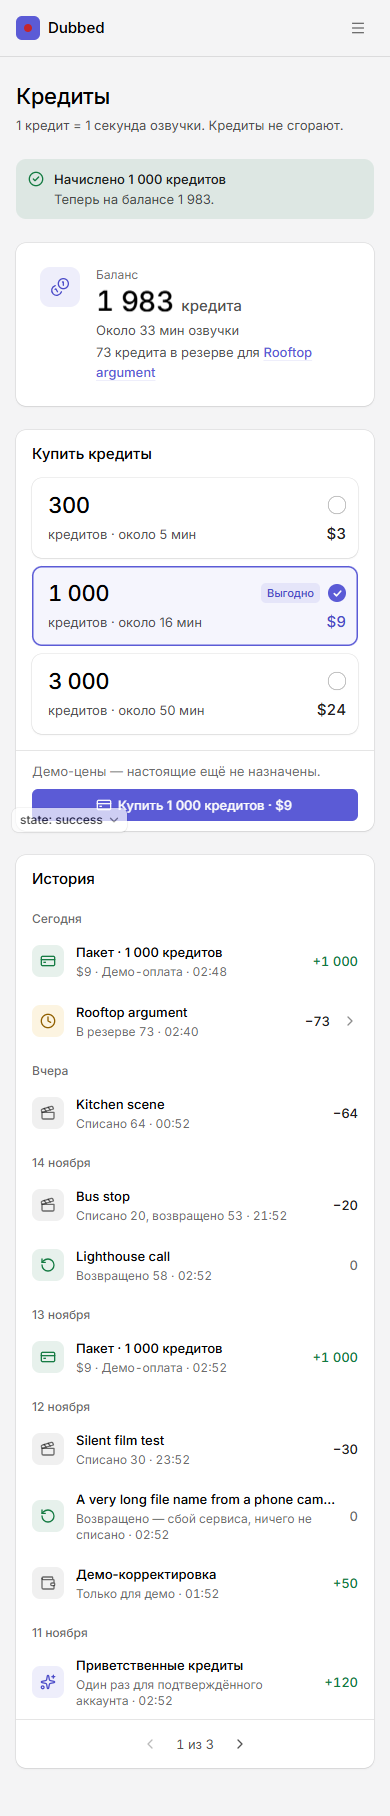 Dubbed
Кредиты
1 кредит = 1 секунда озвучки. Кредиты не сгорают.
Начислено 1 000 кредитов
Теперь на балансе 1 983.
Баланс
1 983 кредита
Около 33 мин озвучки
73 кредита в резерве для Rooftop
argument
Купить кредиты
300
кредитов · около 5 мин
$3
1 000
Выгодно
кредитов · около 16 мин
$9
3 000
кредитов · около 50 мин
$24
Демо-цены — настоящие ещё не назначены.
Купить 1 000 кредитов · $9
state: success
История
Сегодня
Пакет · 1 000 кредитов
$9 · Демо-оплата · 02:48
+1 000
Rooftop argument
В резерве 73 · 02:40
−73
Вчера
Kitchen scene
Списано 64 · 00:52
−64
14 ноября
Bus stop
Списано 20, возвращено 53 · 21:52
−20
Lighthouse call
Возвращено 58 · 02:52
0
13 ноября
Пакет · 1 000 кредитов
$9 · Демо-оплата · 02:52
+1 000
12 ноября
Silent film test
Списано 30 · 23:52
−30
A very long file name from a phone cam...
Возвращено — сбой сервиса, ничего не
списано · 02:52
0
Демо-корректировка
Только для демо · 01:52
+50
11 ноября
Приветственные кредиты
Один раз для подтверждённого
аккаунта · 02:52
+120
1 из 3